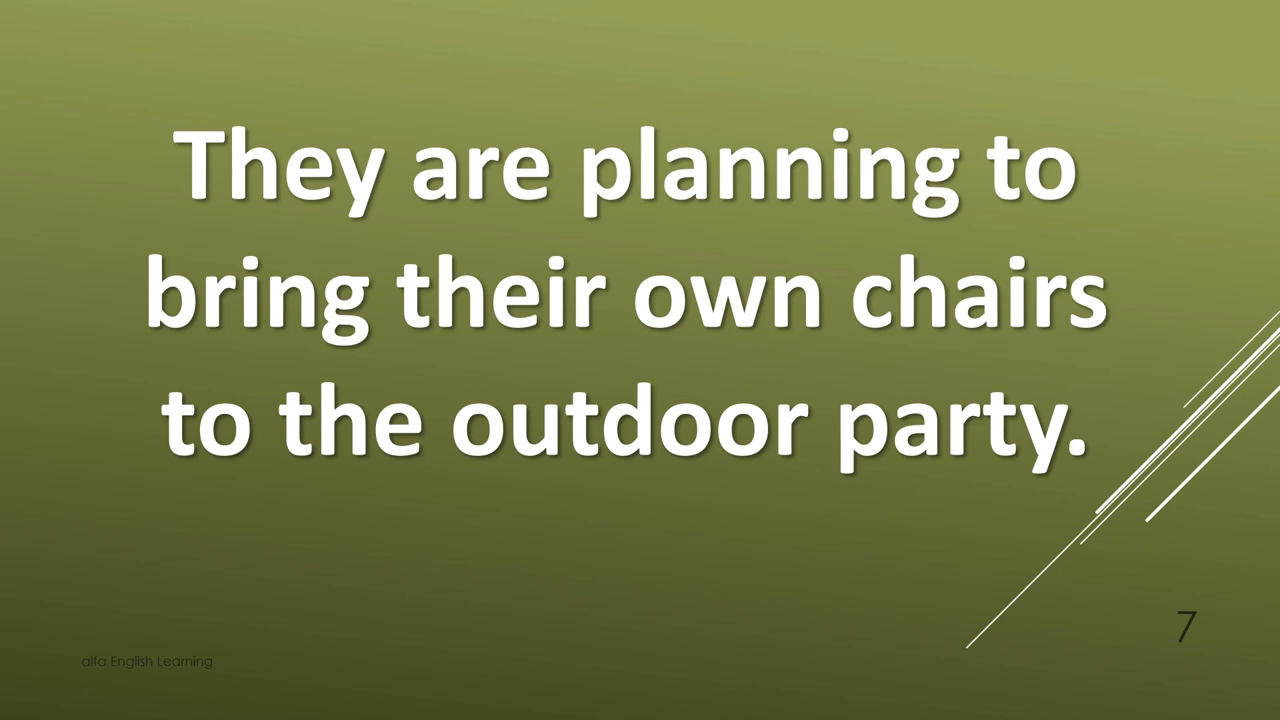 They are planning to
bring their own chairs
to the outdoor party.
7
alfa English Learning